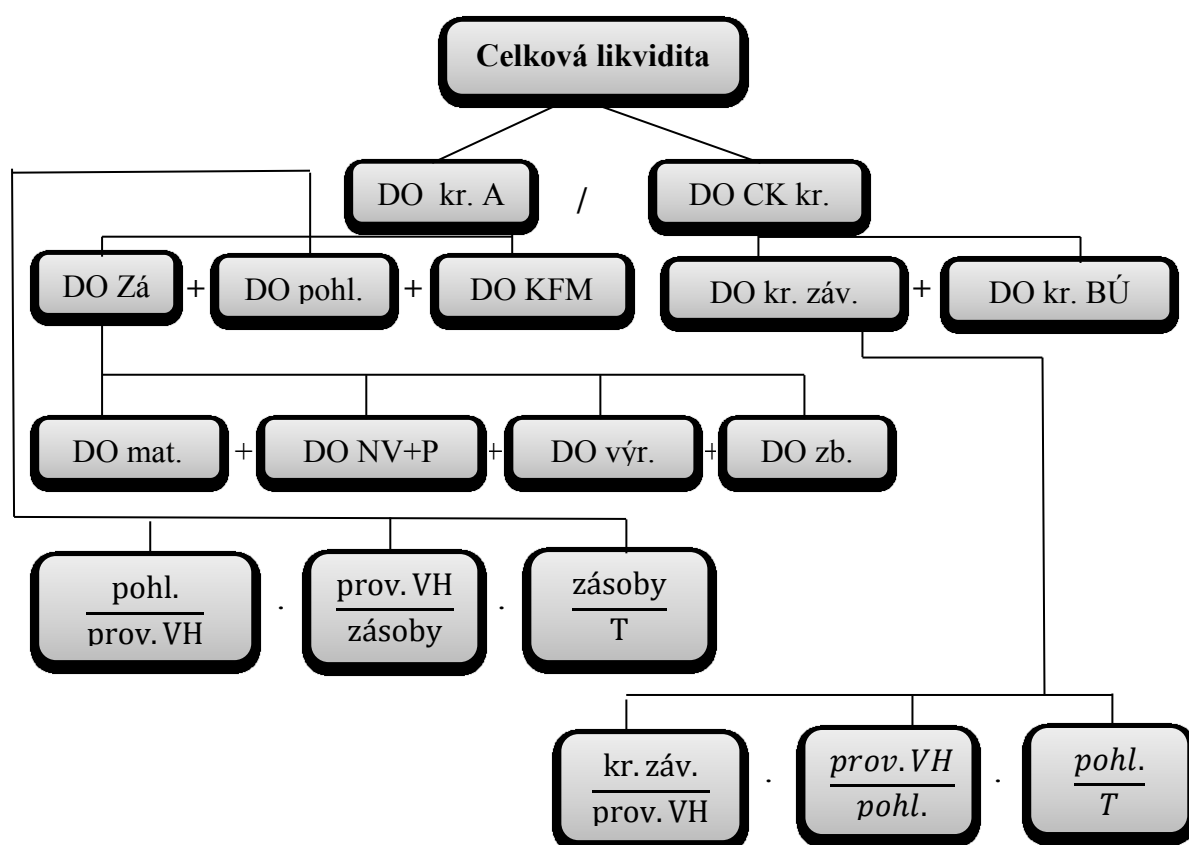 Celková likvidita
DO kr. A / DO CK kr.
DO Zá + DO pohl. + DO KFM DO kr. záv. + DO kr. BÚ
DO mat. + DO NV+P + DO výr. + DO zb.
pohl. prov. VH zásoby
· ·
prov. VH zásoby T
kr. záv. prov. VH pohl.
· ·
prov. VH pohl. T